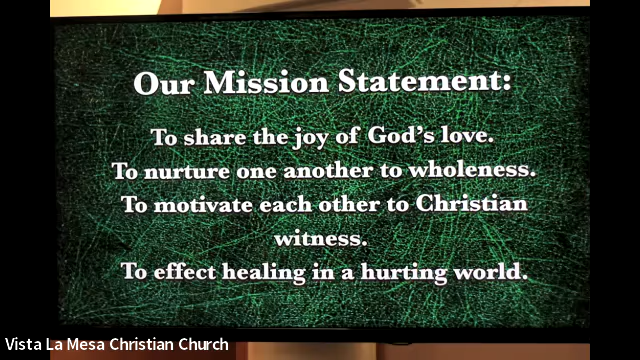 Our Mission Statement:
To share the joy of God's love.
To nurture one another to wholeness.
To motivate each other to Christian
witness.
To effect healing in a hurting world.
Vista La Mesa Christian Church